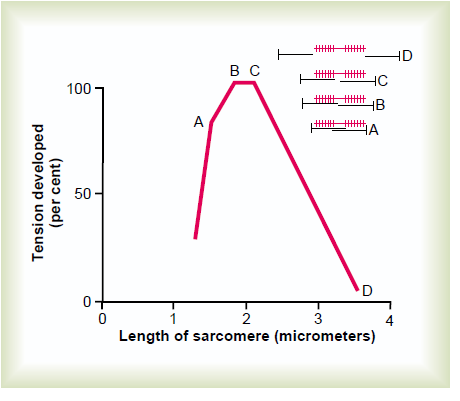 D
C
B
A
B C
A
D
100
50
0
0 1 2 3 4
Tension developed
(per cent)
Length of sarcomere (micrometers)